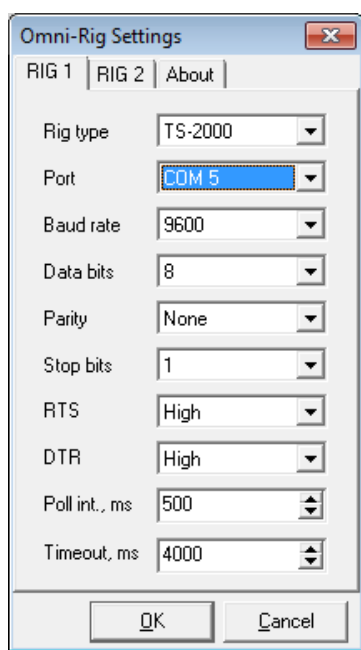 Omni-Rig Settings
RIG 1 RIG 2 About
Rig type TS-2000
Port COM 5
Baud rate 9600
Data bits 8
Parity None
Stop bits 1
RTS High
DTR High
Poll int., ms 500
Timeout, ms 4000
OK Cancel